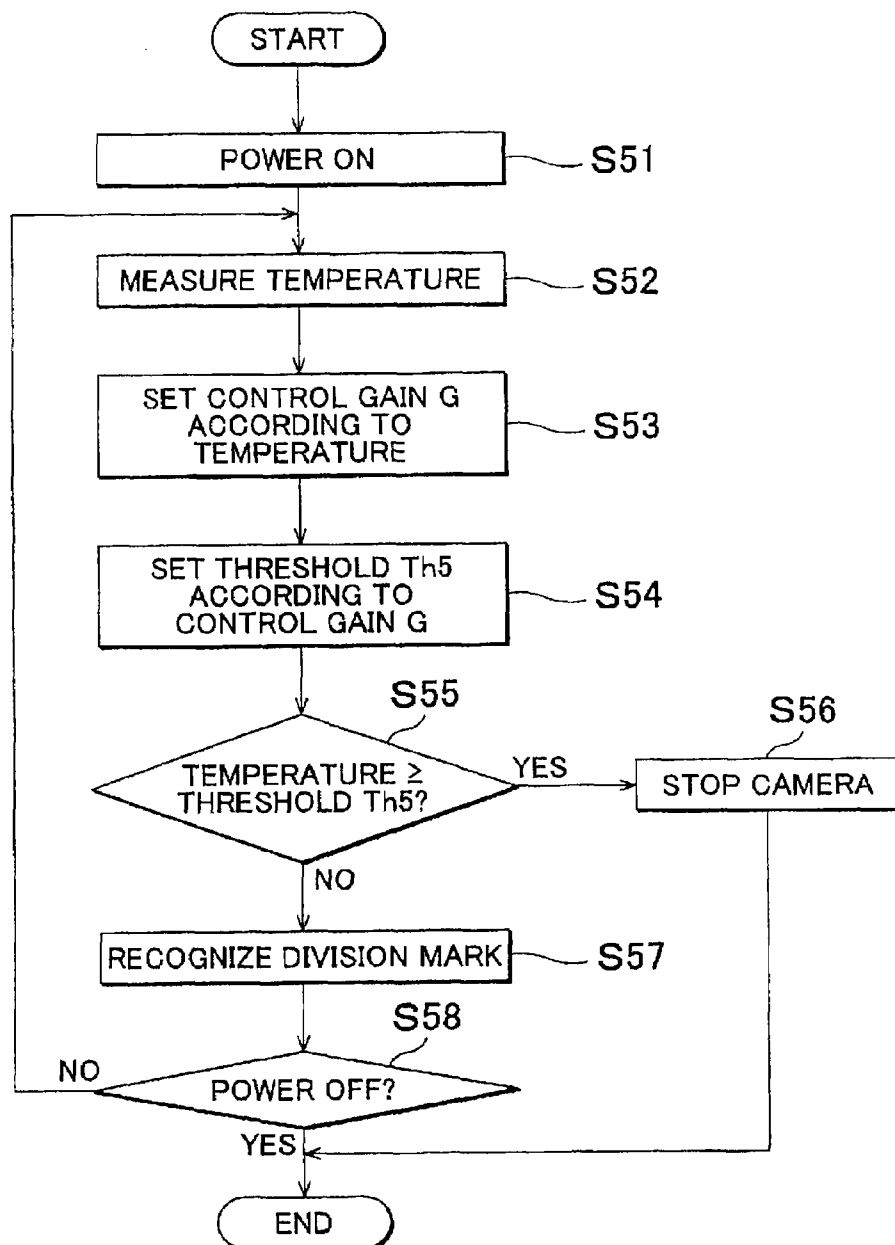 START
POWER ON
S51
MEASURE TEMPERATURE
S52
SET CONTROL GAIN G
ACCORDING TO
TEMPERATURE
S53
SET THRESHOLD Th5
ACCORDING TO
CONTROL GAIN G
S54
S55
TEMPERATURE ≥
THRESHOLD Th5?
YES
S56
STOP CAMERA
NO
RECOGNIZE DIVISION MARK
S57
S58
NO
POWER OFF?
YES
END